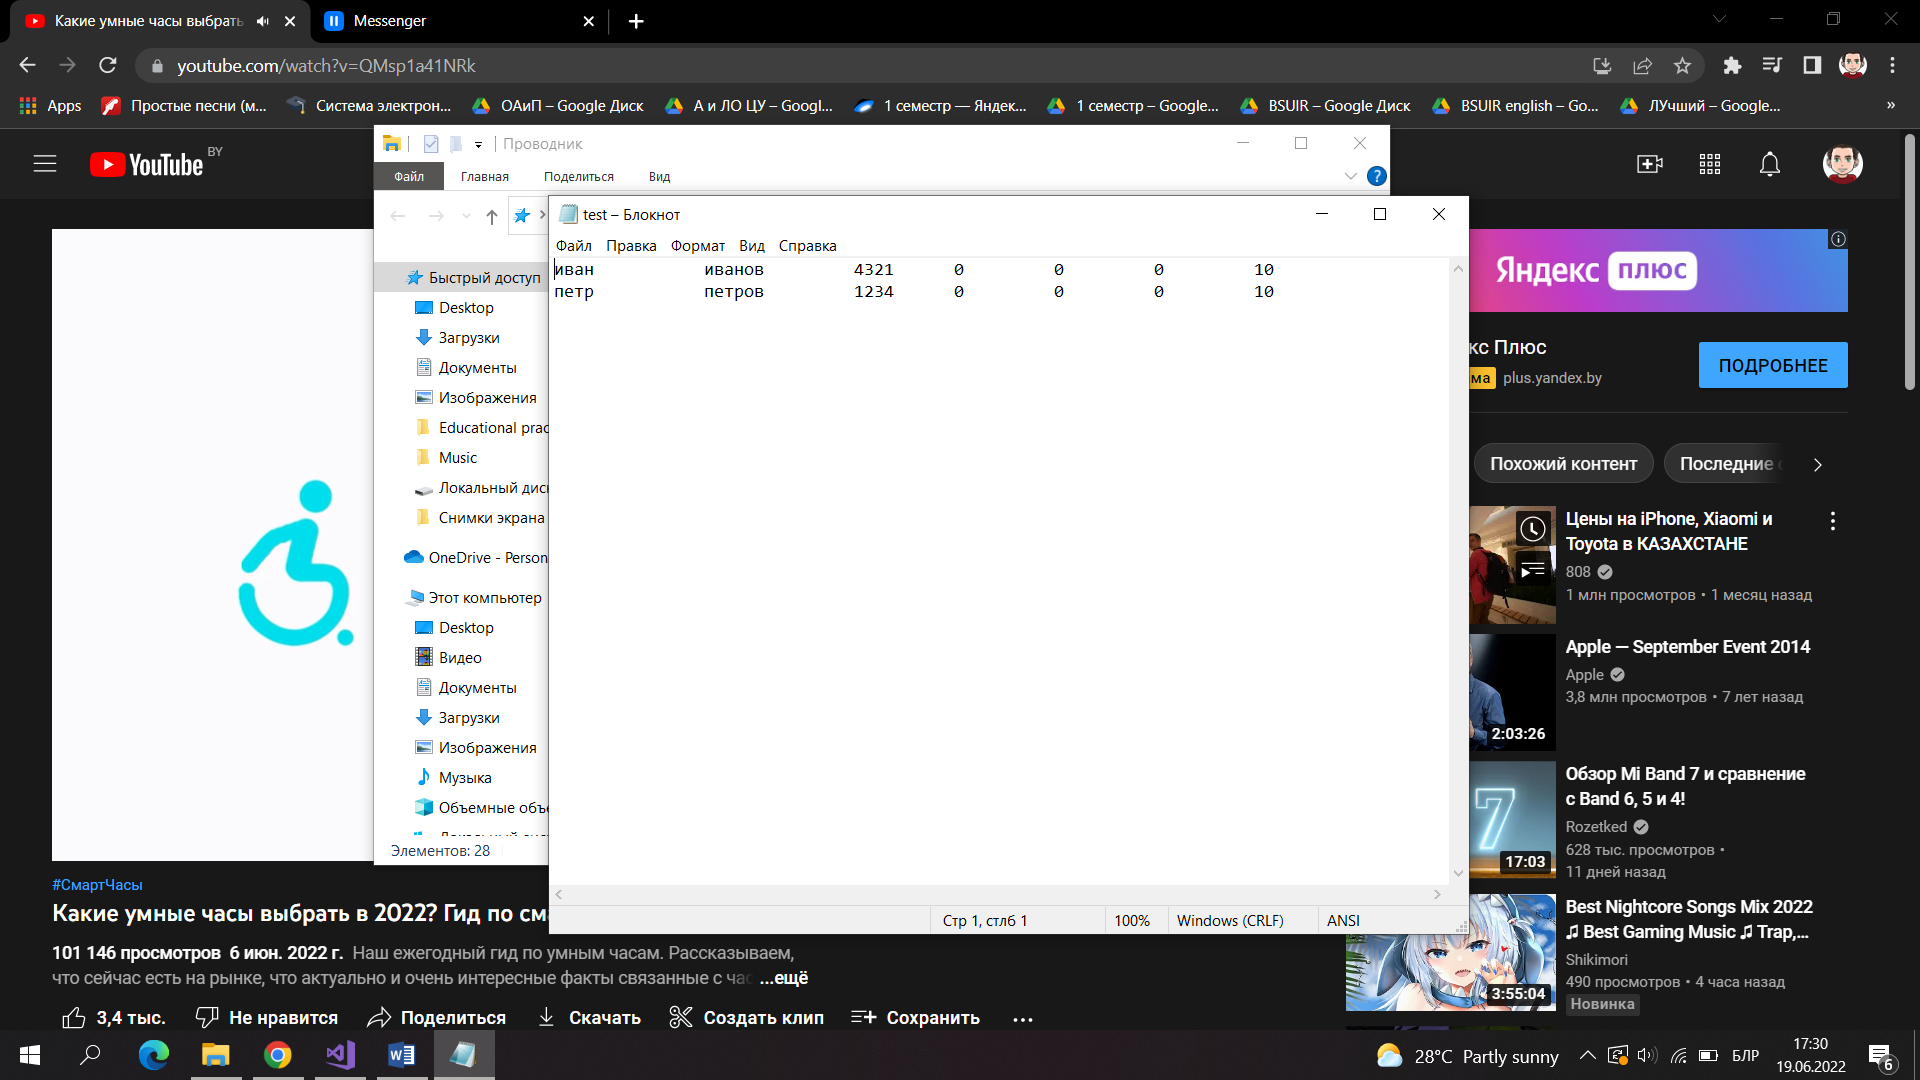 Какие умные часы выбрать
Messenger
youtube.com/watch?v=QMsp1a41NRk
Apps
Простые песни (м...
Система электрон...
ОАиП – Google Диск
А и ЛО ЦУ – Googl...
1 семестр — Яндек...
1 семестр – Google...
BSUIR – Google Диск
BSUIR english – Go...
ЛУчший – Google...
»
YouTube BY
Проводник
Файл Главная Поделиться Вид
?
test – Блокнот
Файл Правка Формат Вид Справка
иван иванов 4321 0 0 0 10
петр петров 1234 0 0 0 10
Быстрый доступ
Desktop
Загрузки
Документы
Изображения
Educational prac
Music
Локальный диск
Снимки экрана
OneDrive - Person
Этот компьютер
Desktop
Видео
Документы
Загрузки
Изображения
Музыка
Объемные объе
Элементов: 28
Стр 1, стлб 1
100%
Windows (CRLF)
ANSI
Яндекс плюс
кс Плюс
ма plus.yandex.by
ПОДРОБНЕЕ
Похожий контент
Последние
Цены на iPhone, Xiaomi и
Toyota в КАЗАХСТАНЕ
808
1 млн просмотров • 1 месяц назад
Apple — September Event 2014
Apple
3,8 млн просмотров • 7 лет назад
2:03:26
Обзор Mi Band 7 и сравнение
с Band 6, 5 и 4!
Rozetked
628 тыс. просмотров •
11 дней назад
7
17:03
Best Nightcore Songs Mix 2022
♫ Best Gaming Music ♫ Trap,...
Shikimori
490 просмотров • 4 часа назад
Новинка
3:55:04
#СмартЧасы
Какие умные часы выбрать в 2022? Гид по сма
101 146 просмотров 6 июн. 2022 г. Наш ежегодный гид по умным часам. Рассказываем,
что сейчас есть на рынке, что актуально и очень интересные факты связанные с час ...ещё
3,4 тыс.
Не нравится
Поделиться
Скачать
Создать клип
Сохранить
28°C Partly sunny
БЛР
17:30
19.06.2022
6